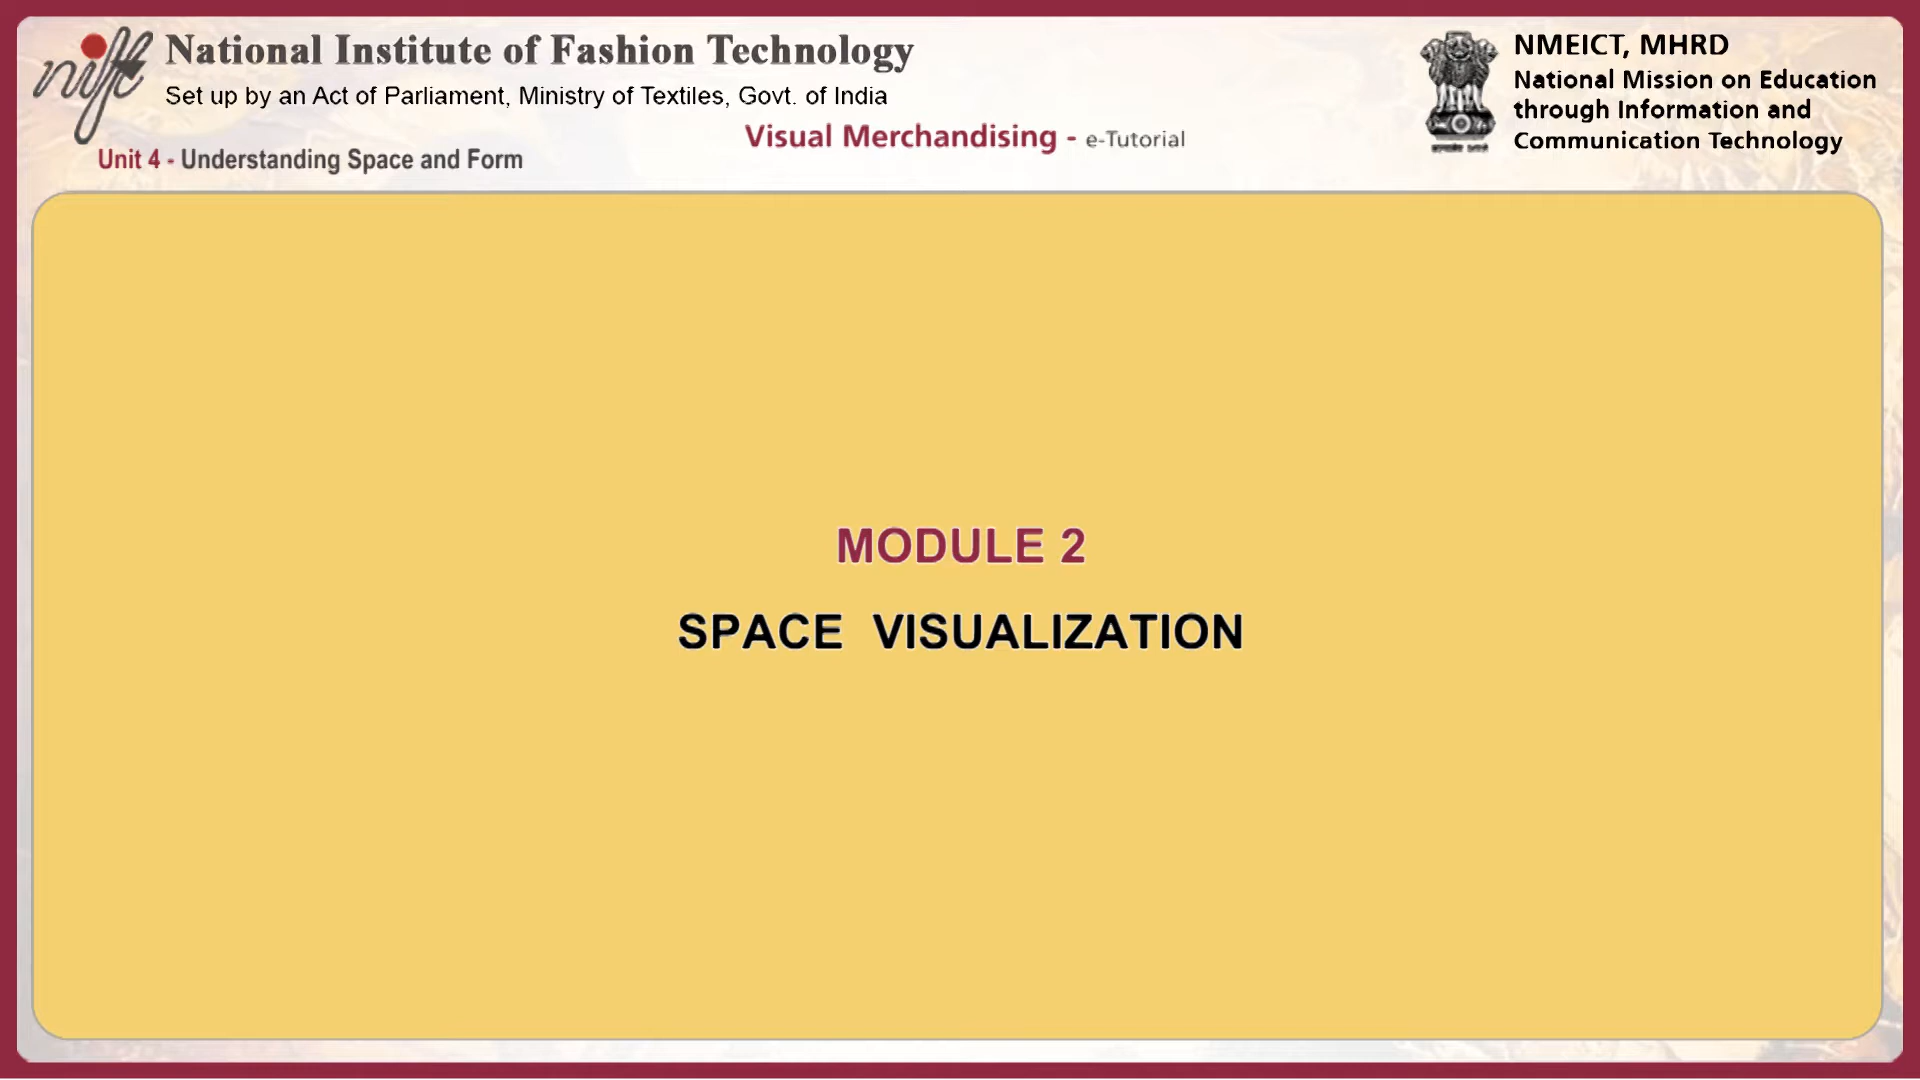 nift
National Institute of Fashion Technology
Set up by an Act of Parliament, Ministry of Textiles, Govt. of India
Visual Merchandising - e-Tutorial
Unit 4 - Understanding Space and Form
NMEICT, MHRD
National Mission on Education
through Information and
Communication Technology
MODULE 2
SPACE VISUALIZATION